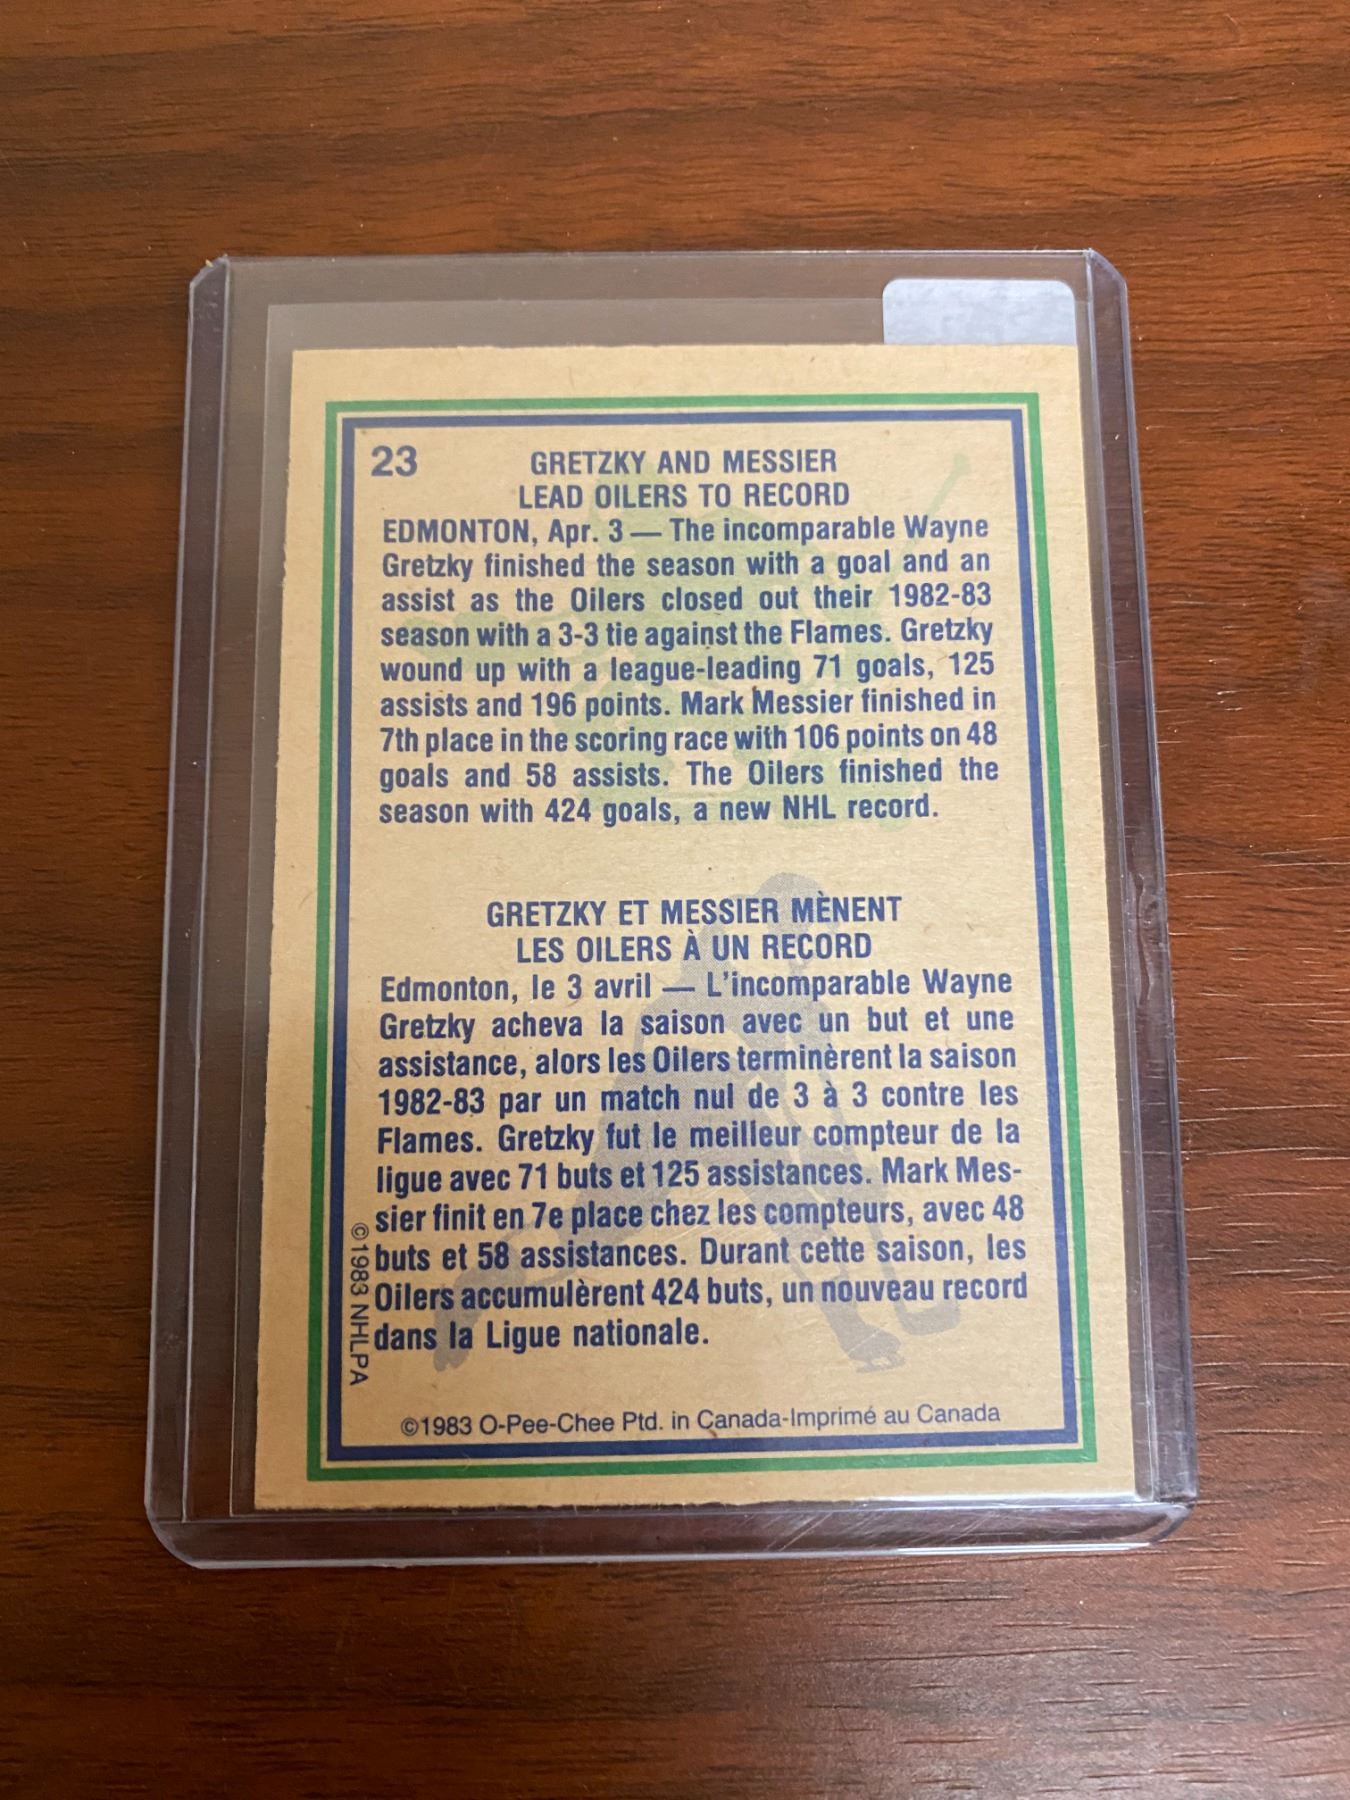 23
GRETZKY AND MESSIER
LEAD OILERS TO RECORD
EDMONTON, Apr. 3 — The incomparable Wayne
Gretzky finished the season with a goal and an
assist as the Oilers closed out their 1982-83
season with a 3-3 tie against the Flames. Gretzky
wound up with a league-leading 71 goals, 125
assists and 196 points. Mark Messier finished in
7th place in the scoring race with 106 points on 48
goals and 58 assists. The Oilers finished the
season with 424 goals, a new NHL record.
GRETZKY ET MESSIER MÈNENT
LES OILERS À UN RECORD
Edmonton, le 3 avril — L'incomparable Wayne
Gretzky acheva la saison avec un but et une
assistance, alors les Oilers terminèrent la saison
1982-83 par un match nul de 3 à 3 contre les
Flames. Gretzky fut le meilleur compteur de la
ligue avec 71 buts et 125 assistances. Mark Mes-
sier finit en 7e place chez les compteurs, avec 48
buts et 58 assistances. Durant cette saison, les
Oilers accumulèrent 424 buts, un nouveau record
dans la Ligue nationale.
©1983 NHLPA
©1983 O-Pee-Chee Ptd. in Canada-Imprimé au Canada